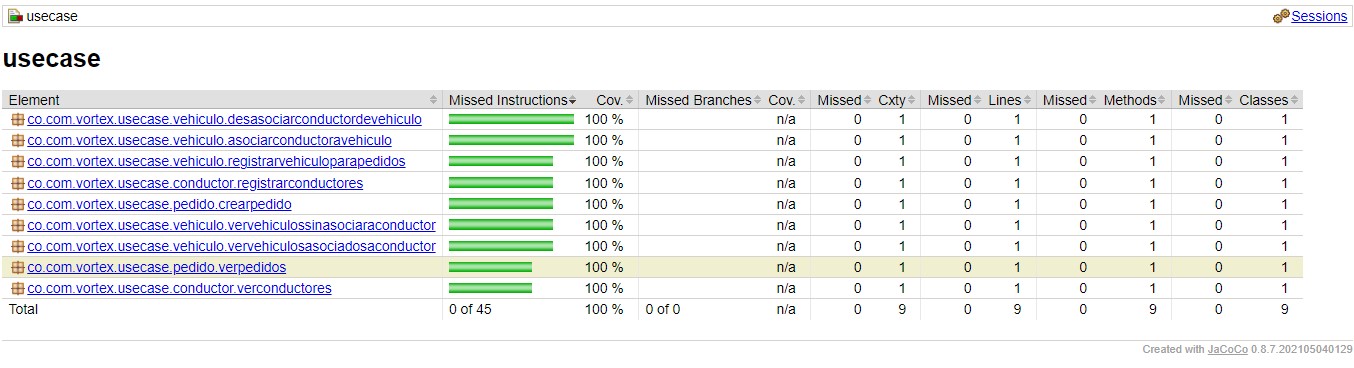 usecase Sessions
usecase
Element Missed Instructions Cov. Missed Branches Cov. Missed Cxty Missed Lines Missed Methods Missed Classes
co.com.vortex.usecase.vehiculo.desasociarconductordevehiculo 100 % n/a 0 1 0 1 0 1 0 1
co.com.vortex.usecase.vehiculo.asociarconductoravehiculo 100 % n/a 0 1 0 1 0 1 0 1
co.com.vortex.usecase.vehiculo.registrarvehiculoparapedidos 100 % n/a 0 1 0 1 0 1 0 1
co.com.vortex.usecase.conductor.registrarconductores 100 % n/a 0 1 0 1 0 1 0 1
co.com.vortex.usecase.pedido.crearpedido 100 % n/a 0 1 0 1 0 1 0 1
co.com.vortex.usecase.vehiculo.vervehiculossinasociaraconductor 100 % n/a 0 1 0 1 0 1 0 1
co.com.vortex.usecase.vehiculo.vervehiculosasociadosaconductor 100 % n/a 0 1 0 1 0 1 0 1
co.com.vortex.usecase.pedido.verpedidos 100 % n/a 0 1 0 1 0 1 0 1
co.com.vortex.usecase.conductor.verconductores 100 % n/a 0 1 0 1 0 1 0 1
Total 0 of 45 100 % 0 of 0 n/a 0 9 0 9 0 9 0 9
Created with JaCoCo 0.8.7.202105040129